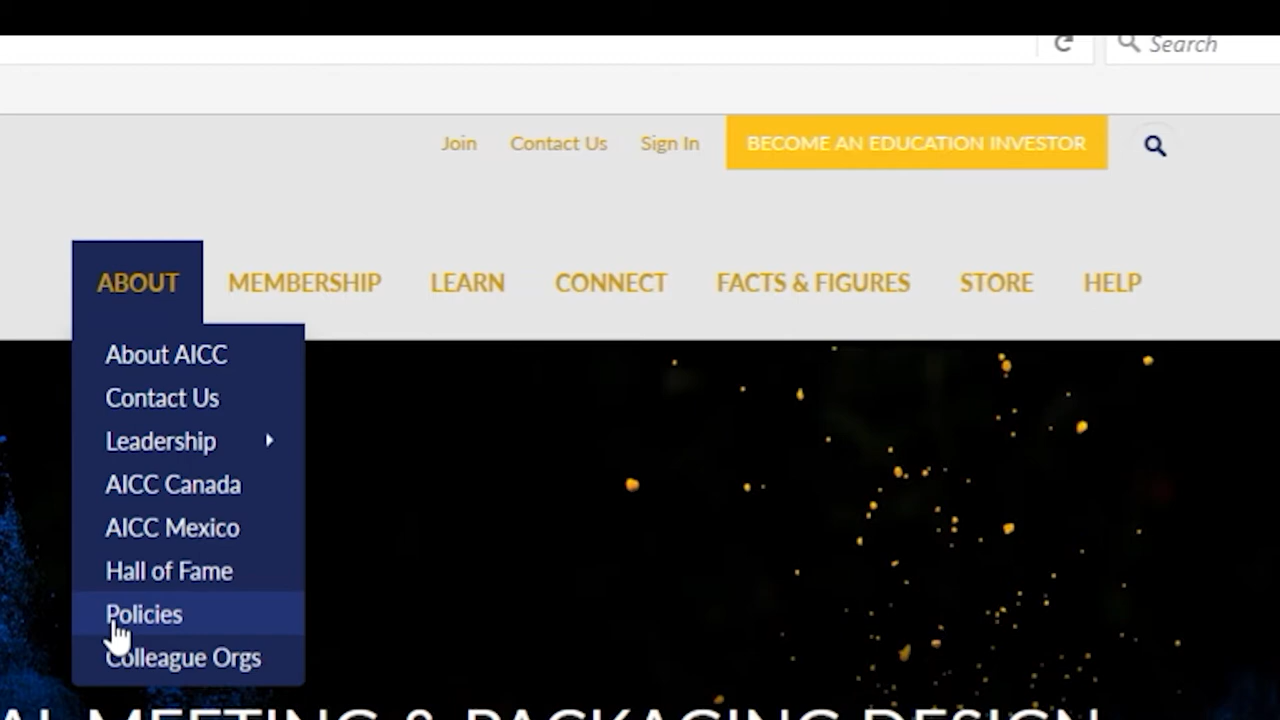 Search
Join Contact Us Sign In BECOME AN EDUCATION INVESTOR
ABOUT MEMBERSHIP LEARN CONNECT FACTS & FIGURES STORE HELP
About AICC
Contact Us
Leadership
AICC Canada
AICC Mexico
Hall of Fame
Policies
Colleague Orgs
MEETING & PACKAGING DESIGN